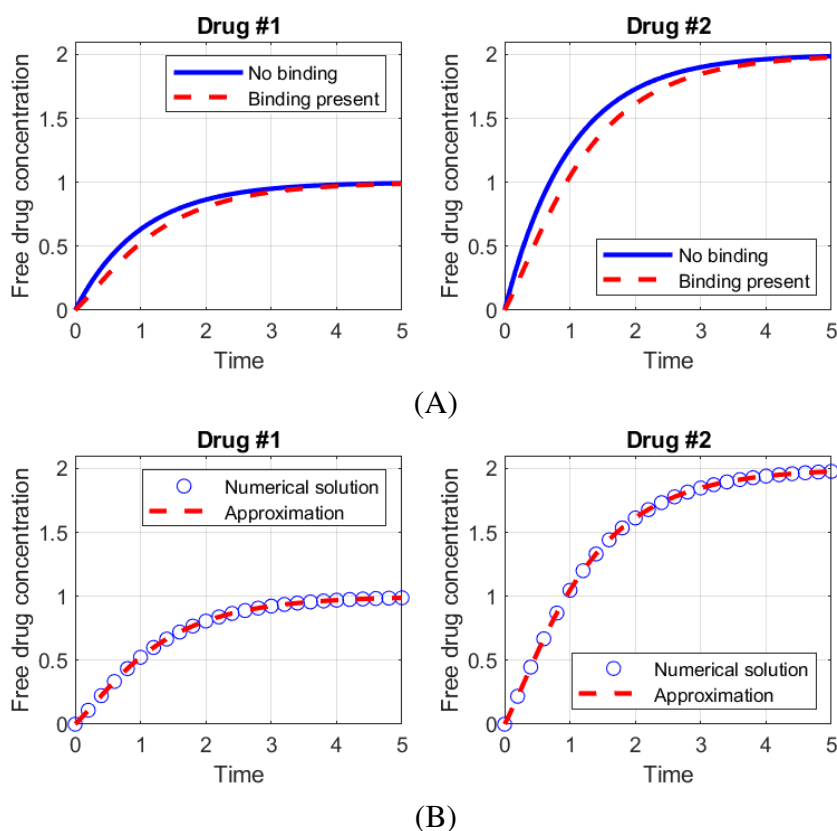 Drug #1
Drug #2
Free drug concentration
2
1.5
1
0.5
0
No binding
Binding present
0 1 2 3 4 5
Time
Free drug concentration
2
1.5
1
0.5
0
No binding
Binding present
0 1 2 3 4 5
Time
(A)
Drug #1
Drug #2
Free drug concentration
2
1.5
1
0.5
0
Numerical solution
Approximation
0 1 2 3 4 5
Time
Free drug concentration
2
1.5
1
0.5
0
Numerical solution
Approximation
0 1 2 3 4 5
Time
(B)